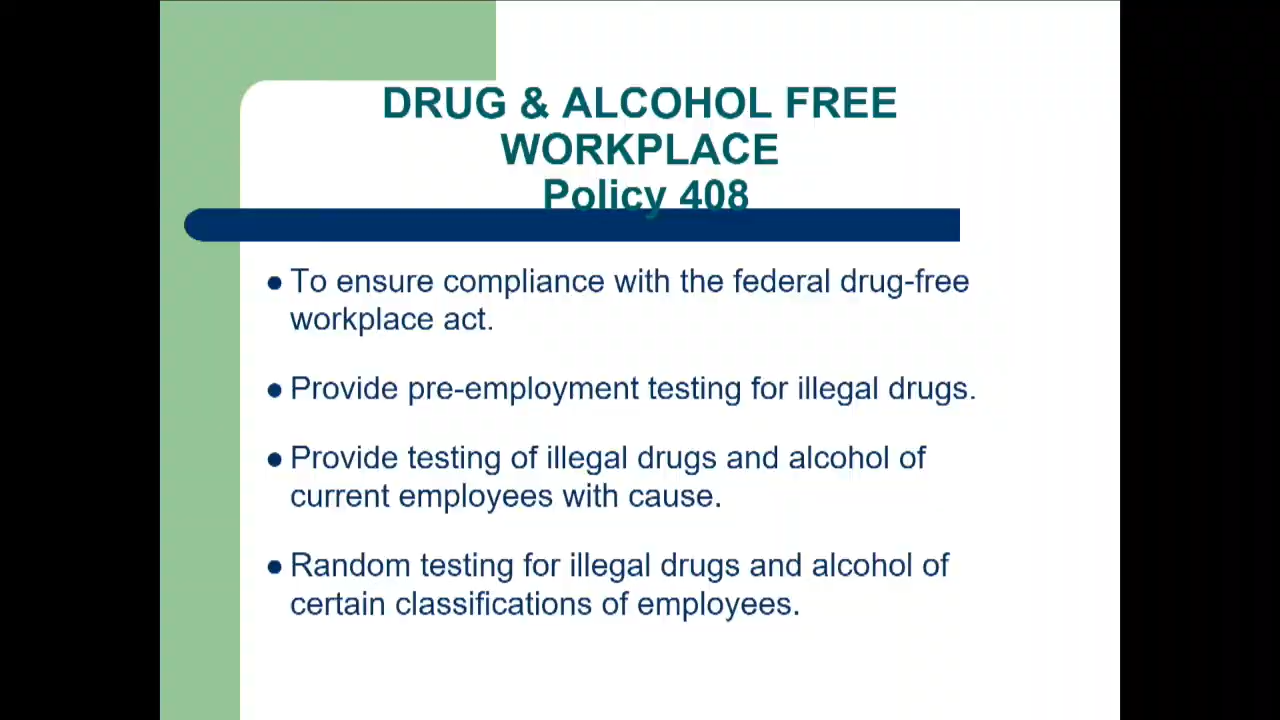 DRUG & ALCOHOL FREE
WORKPLACE
Policy 408
● To ensure compliance with the federal drug-free
workplace act.
● Provide pre-employment testing for illegal drugs.
● Provide testing of illegal drugs and alcohol of
current employees with cause.
● Random testing for illegal drugs and alcohol of
certain classifications of employees.